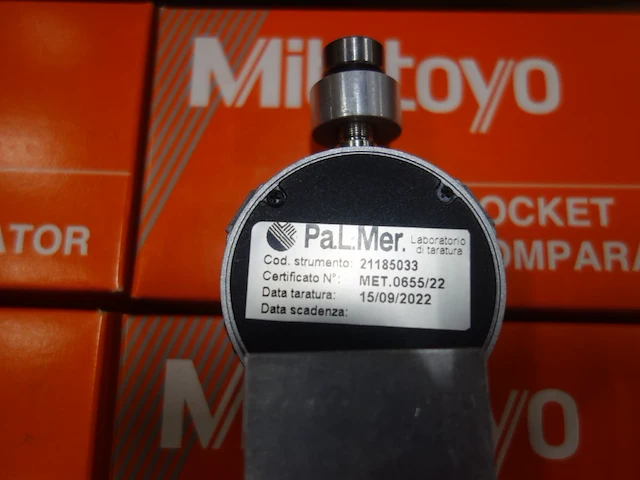 Mitutoyo
ATOR
OCKET
OMPARA
PaL.Mer. Laboratorio
di taratura
Cod. strumento: 21185033
Certificato N°: MET.0655/22
Data taratura: 15/09/2022
Data scadenza:
yo